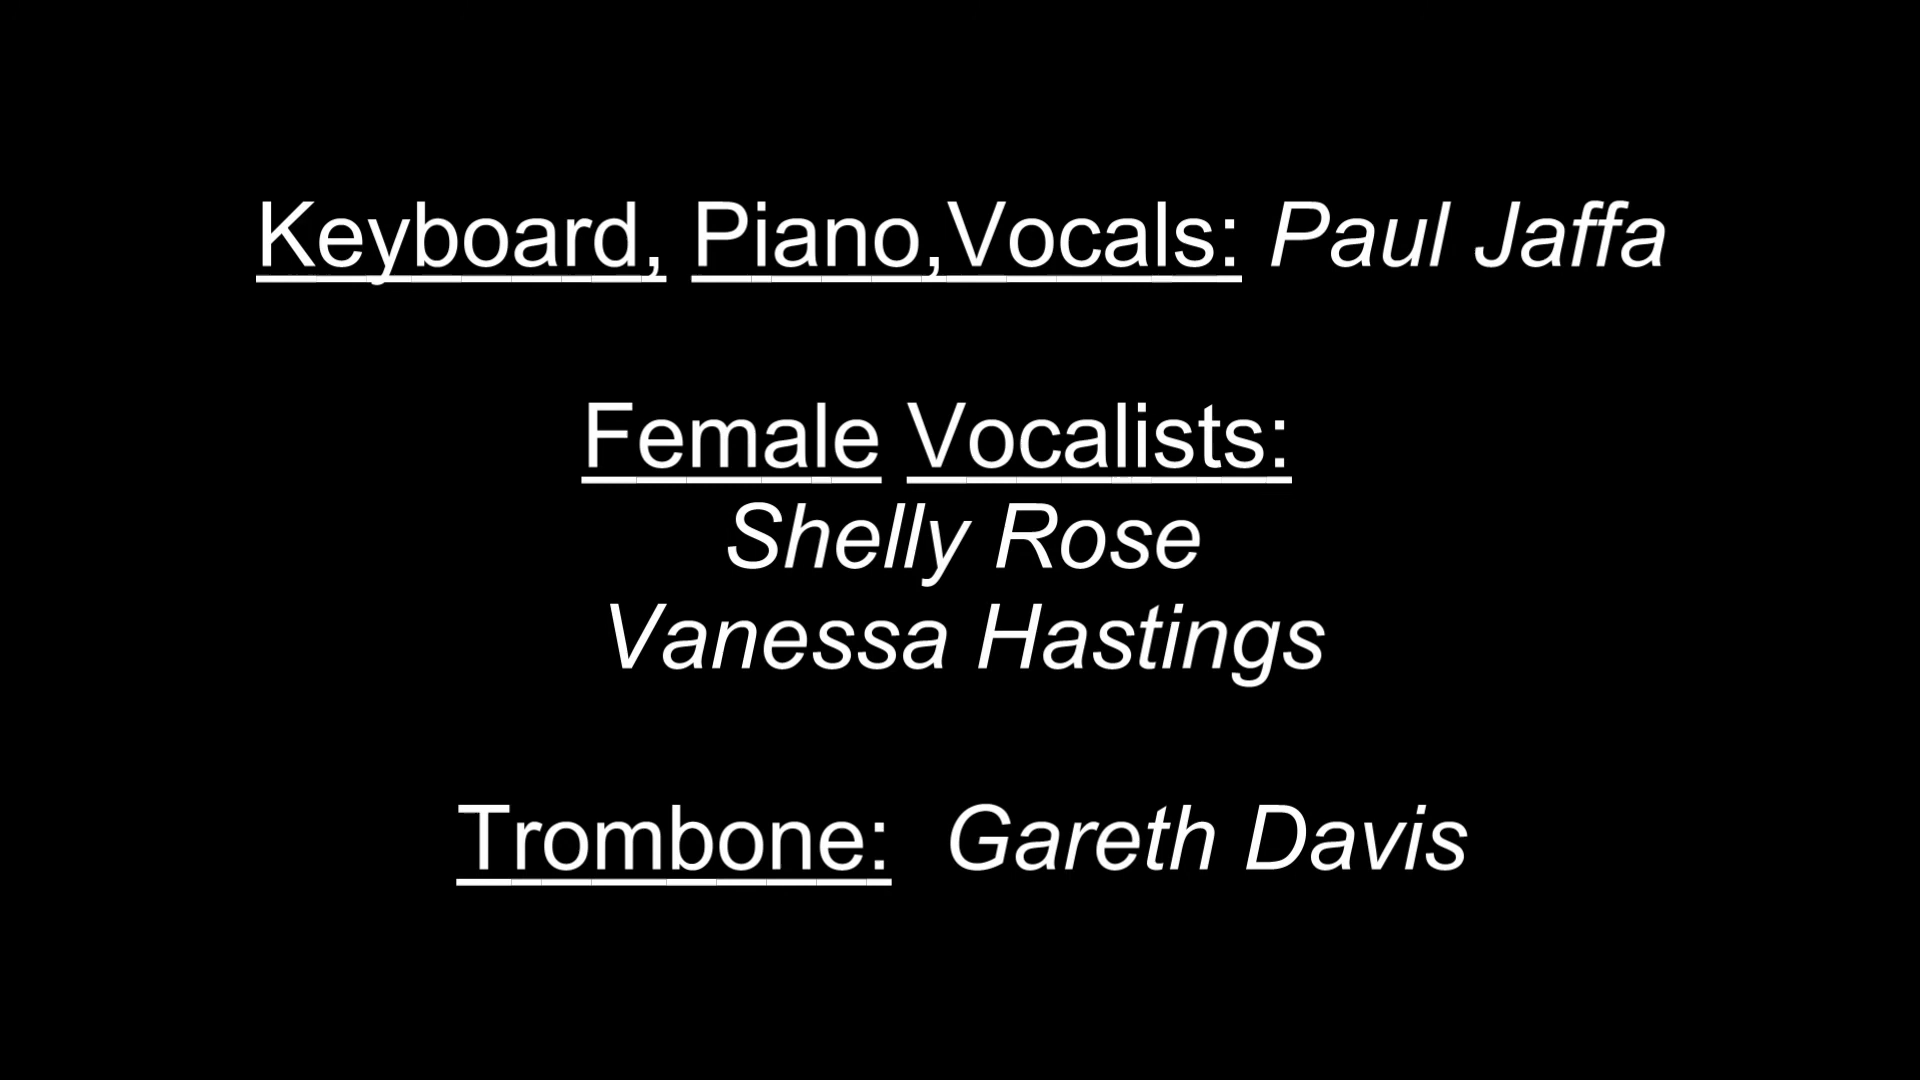 Keyboard, Piano,Vocals: Paul Jaffa
Female Vocalists:
Shelly Rose
Vanessa Hastings
Trombone: Gareth Davis